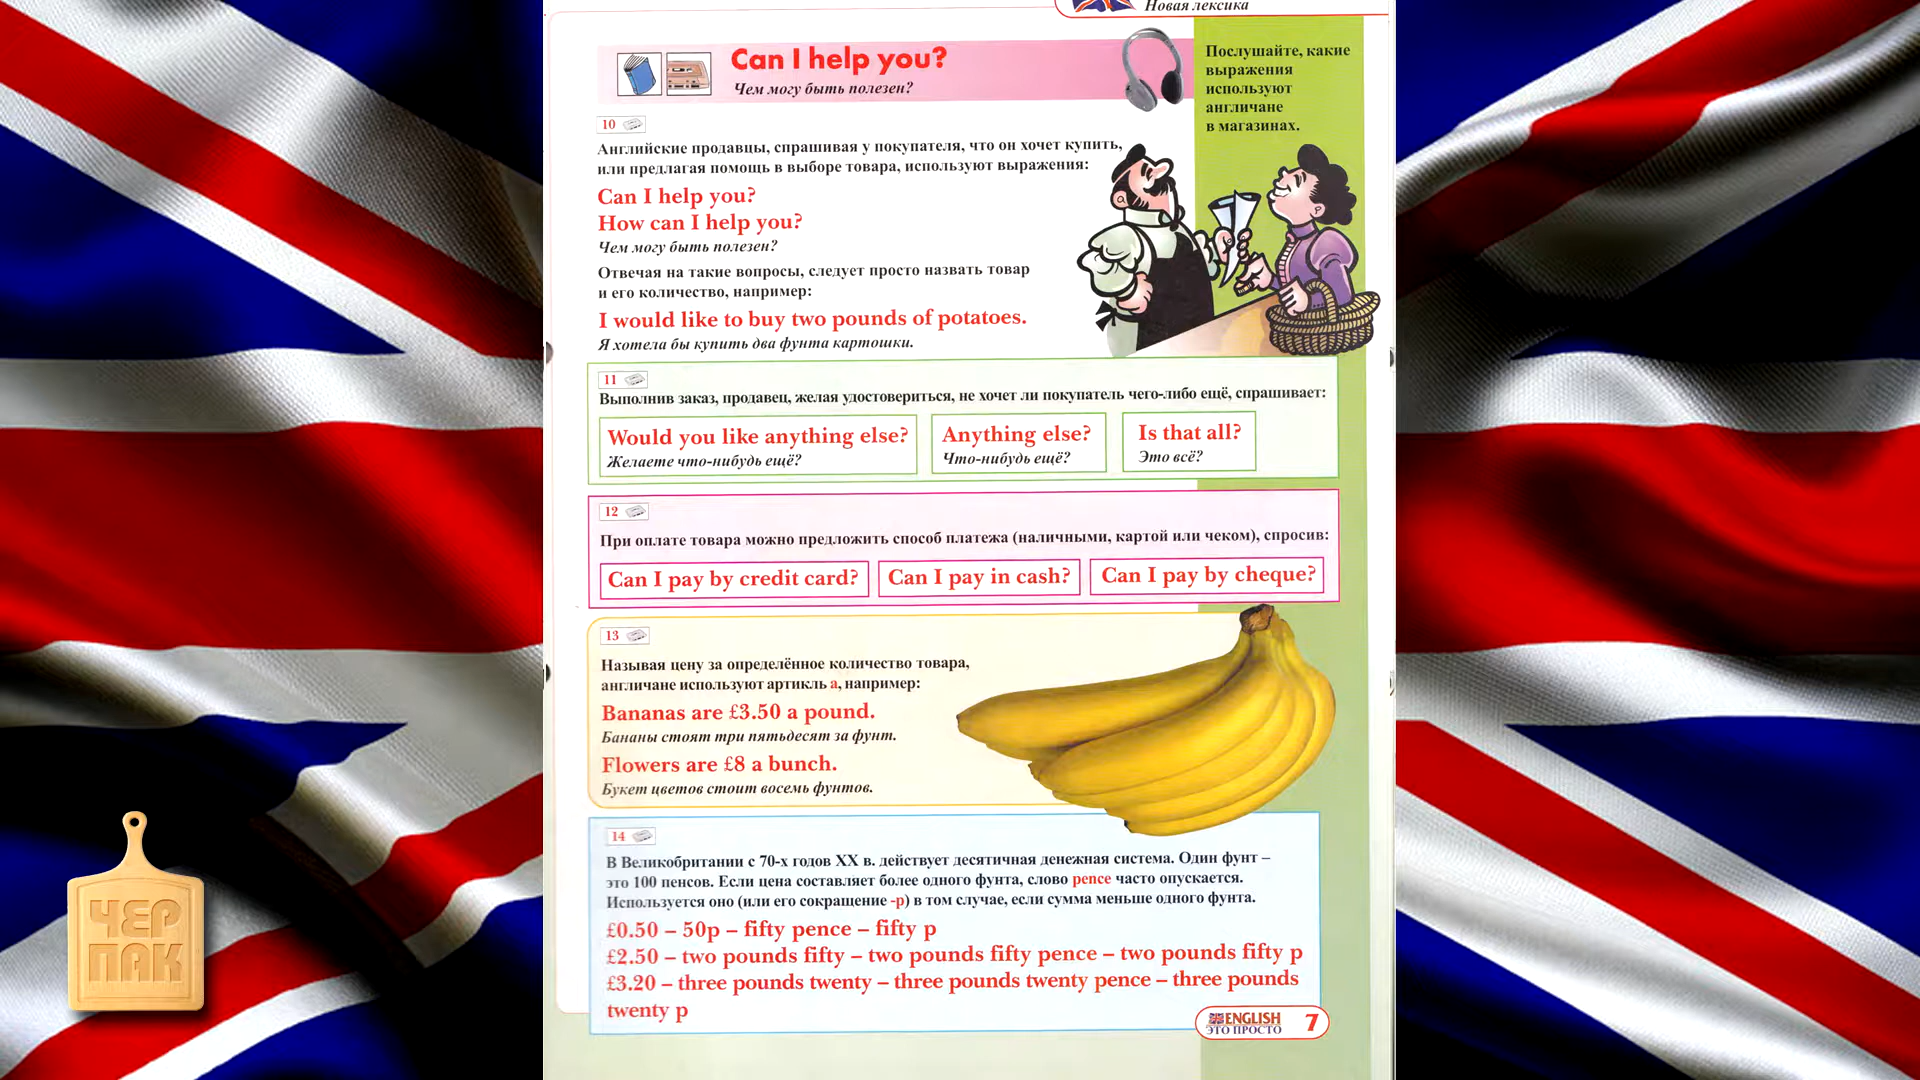 Новая лексика
Can I help you?
Чем могу быть полезен?
Послушайте, какие
выражения
используют
англичане
в магазинах.
10
Английские продавцы, спрашивая у покупателя, что он хочет купить,
или предлагая помощь в выборе товара, используют выражения:
Can I help you?
How can I help you?
Чем могу быть полезен?
Отвечая на такие вопросы, следует просто назвать товар
и его количество, например:
I would like to buy two pounds of potatoes.
Я хотела бы купить два фунта картошки.
11
Выполнив заказ, продавец, желая удостовериться, не хочет ли покупатель чего-либо ещё, спрашивает:
Would you like anything else?
Желаете что-нибудь ещё?
Anything else?
Что-нибудь ещё?
Is that all?
Это всё?
12
При оплате товара можно предложить способ платежа (наличными, картой или чеком), спросив:
Can I pay by credit card?
Can I pay in cash?
Can I pay by cheque?
13
Называя цену за определённое количество товара,
англичане используют артикль a, например:
Bananas are £3.50 a pound.
Бананы стоят три пятьдесят за фунт.
Flowers are £8 a bunch.
Букет цветов стоит восемь фунтов.
14
В Великобритании с 70-х годов XX в. действует десятичная денежная система. Один фунт –
это 100 пенсов. Если цена составляет более одного фунта, слово pence часто опускается.
Используется оно (или его сокращение -p) в том случае, если сумма меньше одного фунта.
£0.50 – 50p – fifty pence – fifty p
£2.50 – two pounds fifty – two pounds fifty pence – two pounds fifty p
£3.20 – three pounds twenty – three pounds twenty pence – three pounds
twenty p
ENGLISH
ЭТО ПРОСТО
7
ЧЕР
ПАК